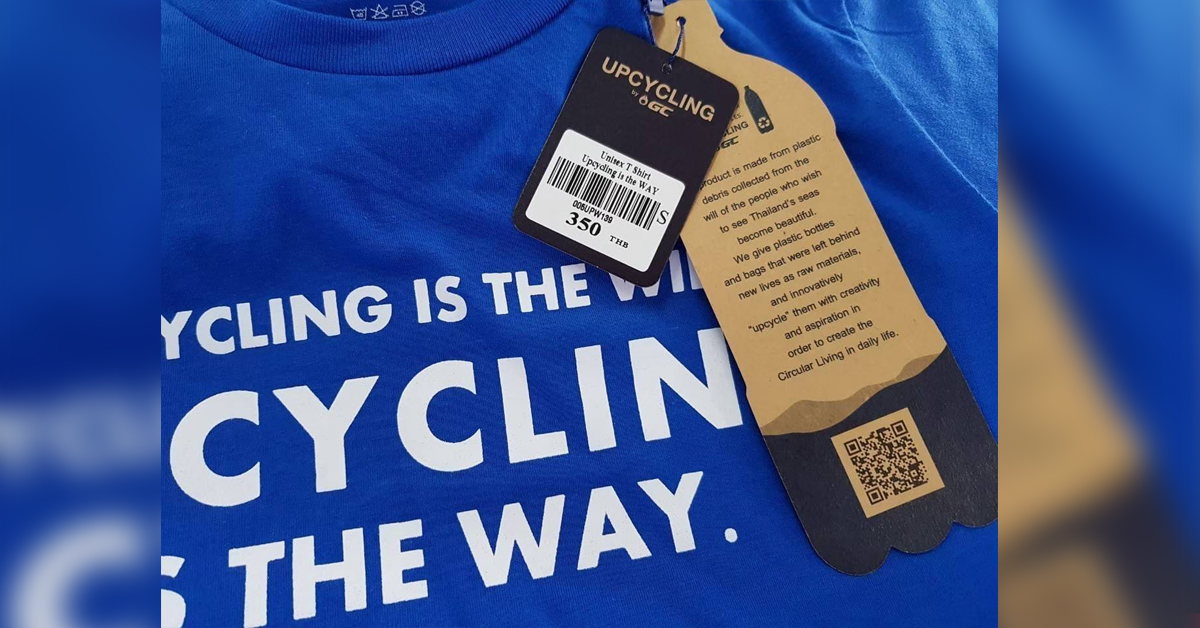 UPCYCLING
by GC
Unisex T Shirt
Upcycling is the WAY
005UPW139
S
350 THB
product is made from plastic
debris collected from the
will of the people who wish
to see Thailand's seas
become beautiful.
We give plastic bottles
and bags that were left behind
new lives as raw materials,
and innovatively
"upcycle" them with creativity
and aspiration in
order to create the
Circular Living in daily life.
YCLING IS THE WI
CYCLIN
S THE WAY.